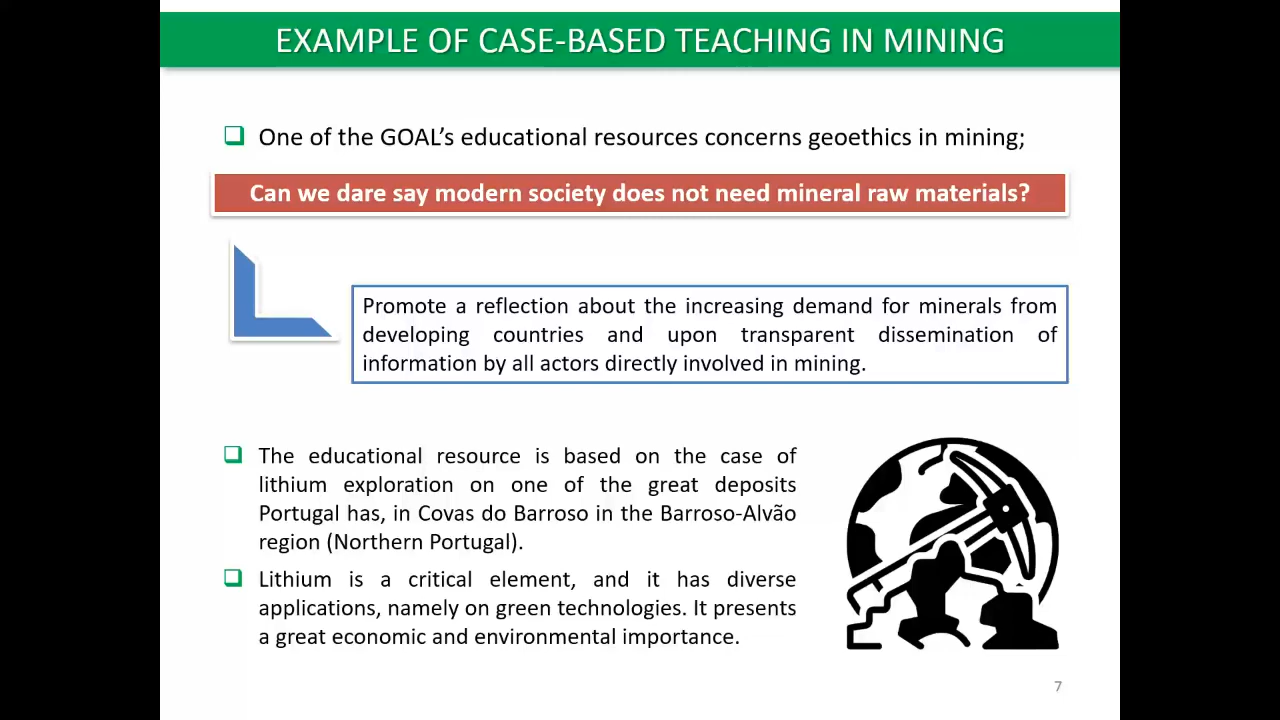 EXAMPLE OF CASE-BASED TEACHING IN MINING
One of the GOAL’s educational resources concerns geoethics in mining;
Can we dare say modern society does not need mineral raw materials?
Promote a reflection about the increasing demand for minerals from
developing countries and upon transparent dissemination of
information by all actors directly involved in mining.
The educational resource is based on the case of
lithium exploration on one of the great deposits
Portugal has, in Covas do Barroso in the Barroso-Alvão
region (Northern Portugal).
Lithium is a critical element, and it has diverse
applications, namely on green technologies. It presents
a great economic and environmental importance.
7